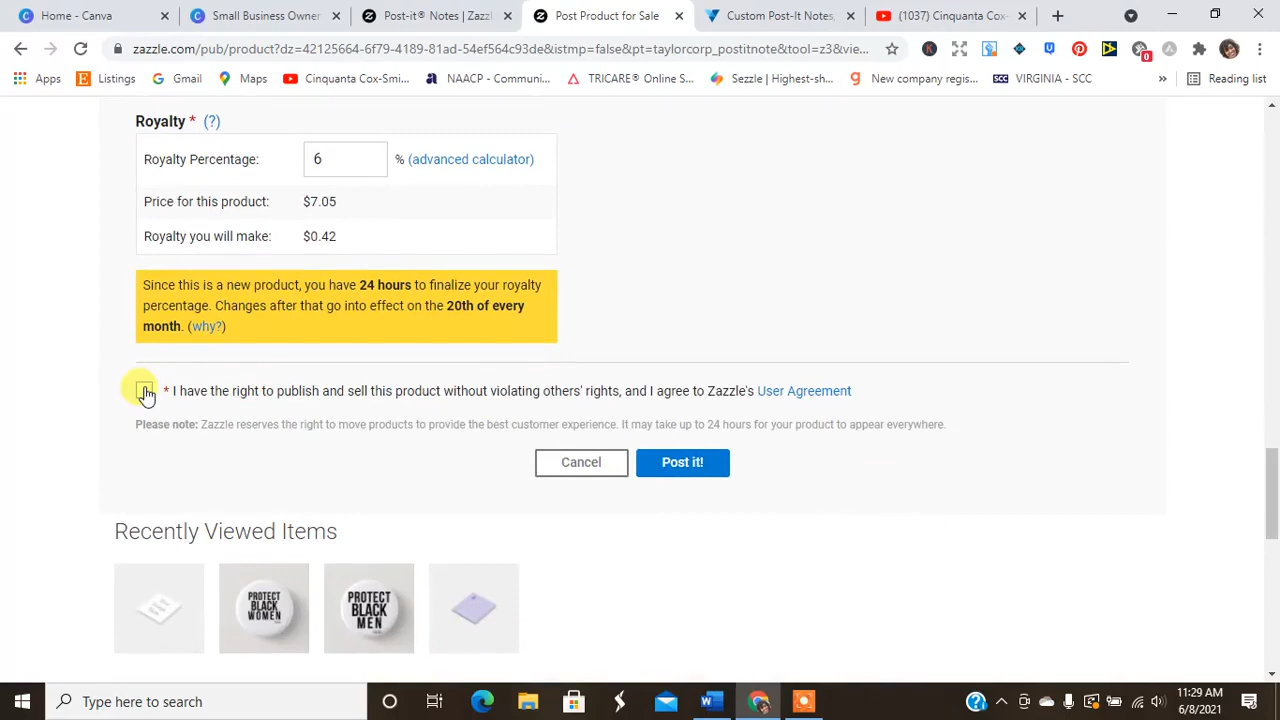 Home - Canva
Small Business Owner
Post-it® Notes | Zazzl
Post Product for Sale
Custom Post-It Notes,
(1037) Cinquanta Cox-
zazzle.com/pub/product?dz=42125664-6f79-4189-81ad-54ef564c93de&istmp=false&pt=taylorcorp_postitnote&tool=z3&vie...
0
Apps
Listings
Gmail
Maps
Cinquanta Cox-Smi...
NAACP - Communi...
TRICARE® Online S...
Sezzle | Highest-sh...
New company regis...
SCC VIRGINIA - SCC
»
Reading list
Royalty * (?)
Royalty Percentage: 6 % (advanced calculator)
Price for this product: $7.05
Royalty you will make: $0.42
Since this is a new product, you have 24 hours to finalize your royalty
percentage. Changes after that go into effect on the 20th of every
month. (why?)
* I have the right to publish and sell this product without violating others' rights, and I agree to Zazzle's User Agreement
Please note: Zazzle reserves the right to move products to provide the best customer experience. It may take up to 24 hours for your product to appear everywhere.
Cancel
Post it!
Recently Viewed Items
PROTECT
BLACK
WOMEN
PROTECT
BLACK
MEN
Type here to search
11:29 AM
6/8/2021